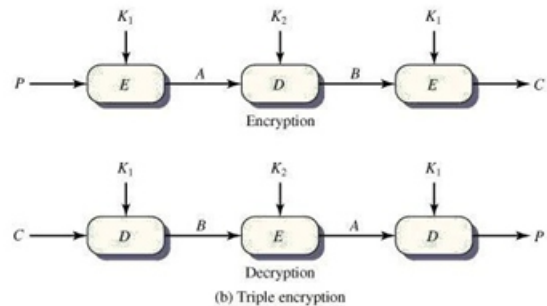 K1 K2 K1
P E A D B E C
Encryption
K1 K2 K1
C D B E A D P
Decryption
(b) Triple encryption